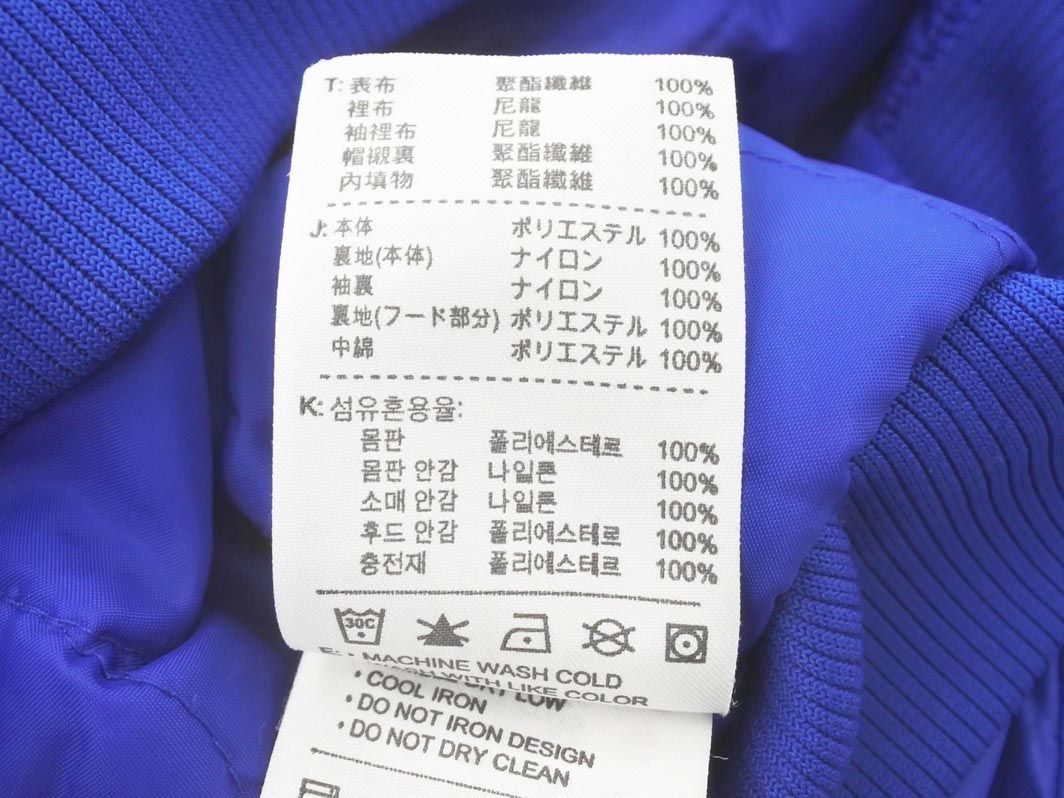 T: 表布 聚酯纖維 100%
裡布 尼龍 100%
袖裡布 尼龍 100%
帽襯裏 聚酯纖維 100%
內填物 聚酯纖維 100%
J: 本体 ポリエステル 100%
裏地(本体) ナイロン 100%
袖裏 ナイロン 100%
裏地(フード部分) ポリエステル 100%
中綿 ポリエステル 100%
K: 섬유혼용율:
몸판 폴리에스테르 100%
몸판 안감 나일론 100%
소매 안감 나일론 100%
후드 안감 폴리에스테르 100%
충전재 폴리에스테르 100%
30C
E: • MACHINE WASH COLD
WASH WITH LIKE COLOR
LOW
• COOL IRON
• DO NOT IRON DESIGN
• DO NOT DRY CLEAN